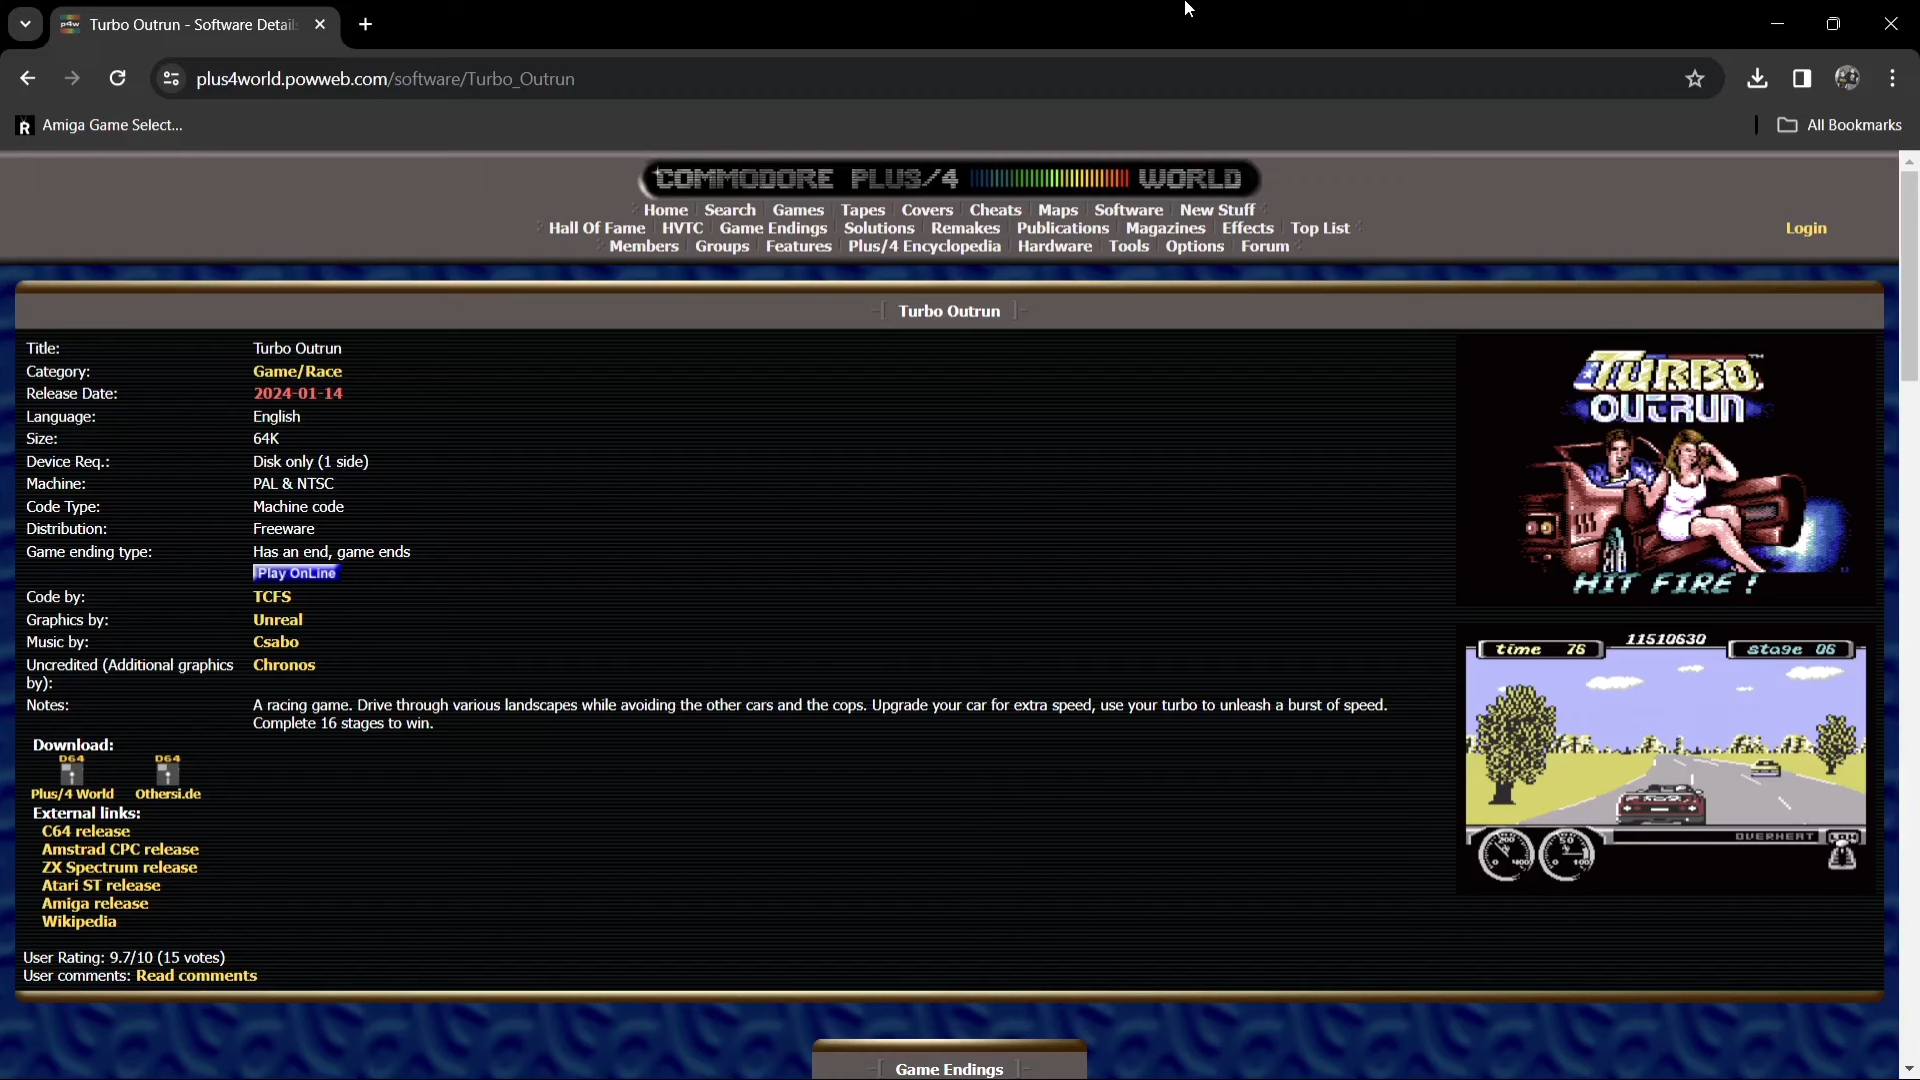 Turbo Outrun - Software Detail
plus4world.powweb.com/software/Turbo_Outrun
Amiga Game Select...
All Bookmarks
COMMODORE PLUS/4 WORLD
Home Search Games Tapes Covers Cheats Maps Software New Stuff
Hall Of Fame HVTC Game Endings Solutions Remakes Publications Magazines Effects Top List
Members Groups Features Plus/4 Encyclopedia Hardware Tools Options Forum
Login
Turbo Outrun
Title: Turbo Outrun
Category: Game/Race
Release Date: 2024-01-14
Language: English
Size: 64K
Device Req.: Disk only (1 side)
Machine: PAL & NTSC
Code Type: Machine code
Distribution: Freeware
Game ending type: Has an end, game ends
Play OnLine
Code by: TCFS
Graphics by: Unreal
Music by: Csabo
Uncredited (Additional graphics by): Chronos
Notes: A racing game. Drive through various landscapes while avoiding the other cars and the cops. Upgrade your car for extra speed, use your turbo to unleash a burst of speed.
Complete 16 stages to win.
Download:
D64 D64
Plus/4 World Othersi.de
External links:
C64 release
Amstrad CPC release
ZX Spectrum release
Atari ST release
Amiga release
Wikipedia
User Rating: 9.7/10 (15 votes)
User comments: Read comments
TURBO
OUTRUN
HIT FIRE !
time 76 11510630 stage 06
OVERHEAT LOW
Game Endings